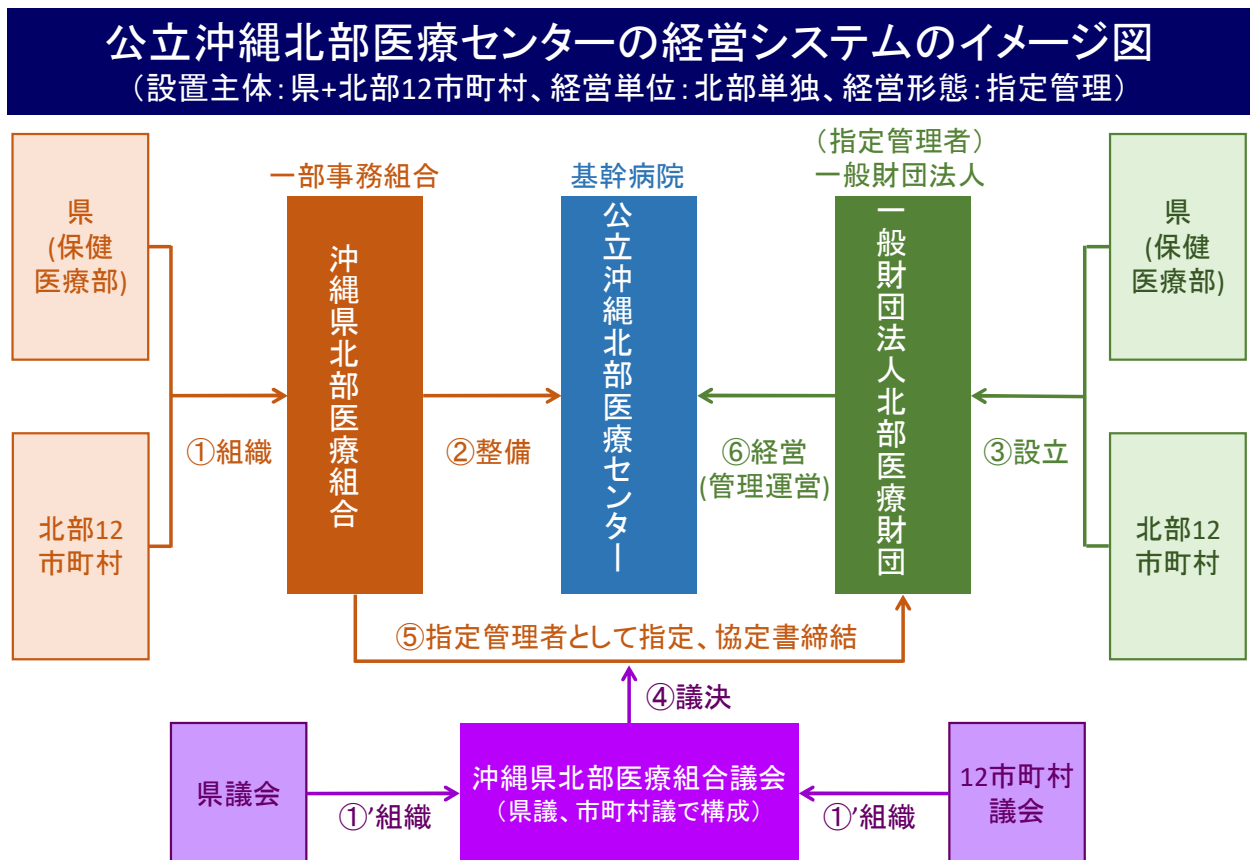 公立沖縄北部医療センターの経営システムのイメージ図
（設置主体：県+北部12市町村、経営単位：北部単独、経営形態：指定管理）
県
(保健
医療部)
北部12
市町村
①組織
一部事務組合
沖縄県北部医療組合
②整備
基幹病院
公立沖縄北部医療センター
⑥経営
(管理運営)
（指定管理者）
一般財団法人
一般財団法人北部医療財団
③設立
県
(保健
医療部)
北部12
市町村
⑤指定管理者として指定、協定書締結
④議決
県議会
①’組織
沖縄県北部医療組合議会
（県議、市町村議で構成）
①’組織
12市町村
議会